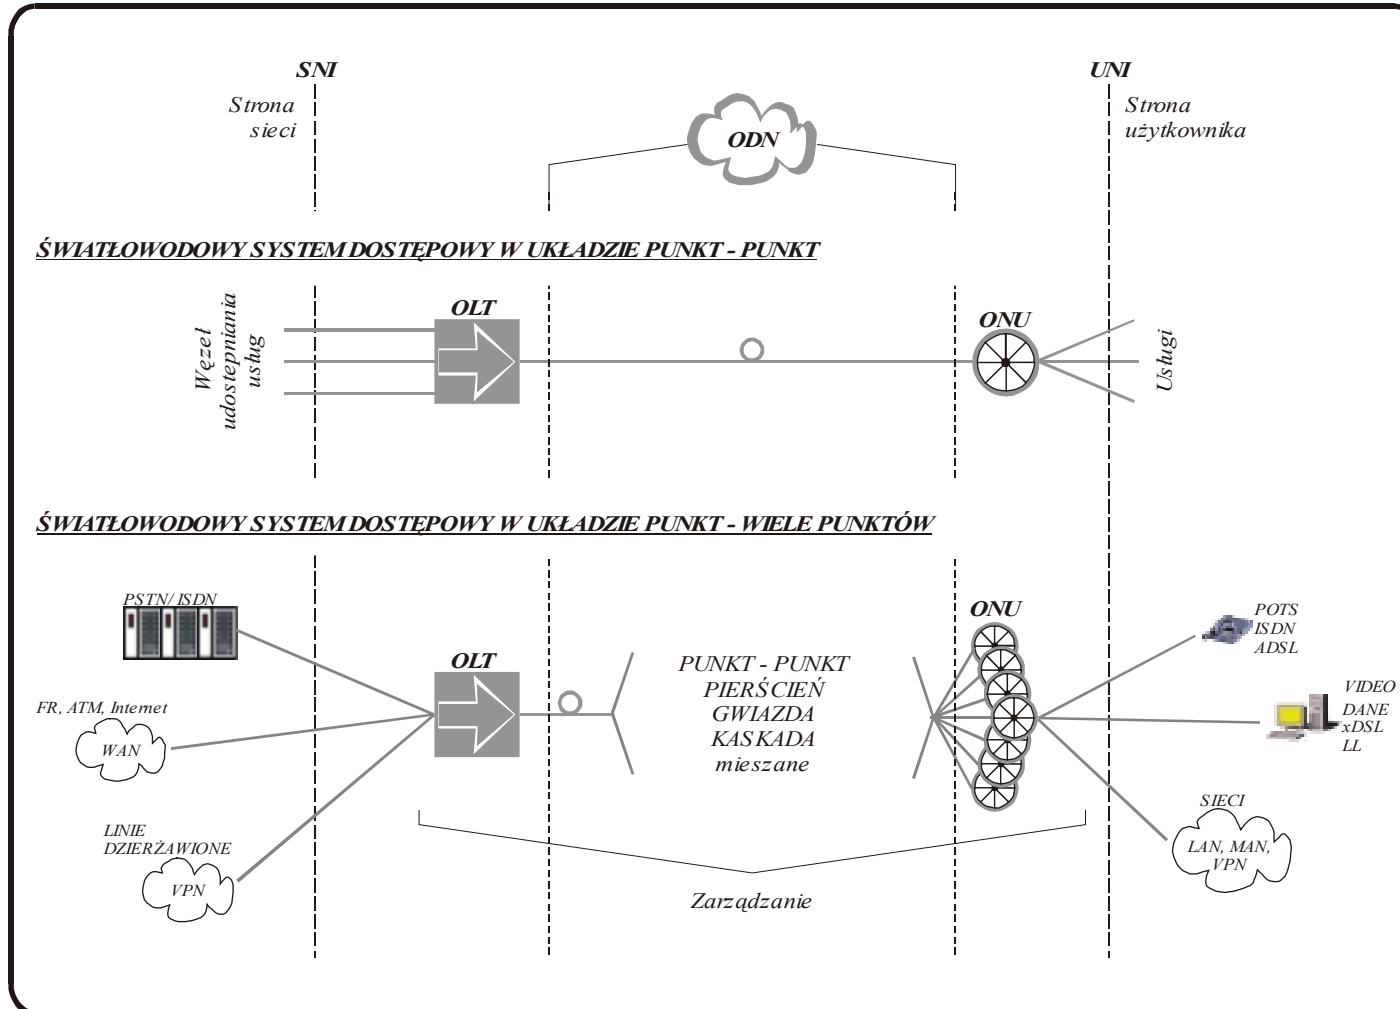 SNI
UNI
Strona
sieci
Strona
użytkownika
ODN
ŚWIATŁOWODOWY SYSTEM DOSTĘPOWY W UKŁADZIE PUNKT - PUNKT
Węzeł
udostepniania
usług
OLT
ONU
Usługi
ŚWIATŁOWODOWY SYSTEM DOSTĘPOWY W UKŁADZIE PUNKT - WIELE PUNKTÓW
PSTN/ ISDN
FR, ATM, Internet
WAN
LINIE
DZIERŻAWIONE
VPN
OLT
PUNKT - PUNKT
PIERŚCIEŃ
GWIAZDA
KASKADA
mieszane
ONU
POTS
ISDN
ADSL
VIDEO
DANE
xDSL
LL
SIECI
LAN, MAN,
VPN
Zarządzanie